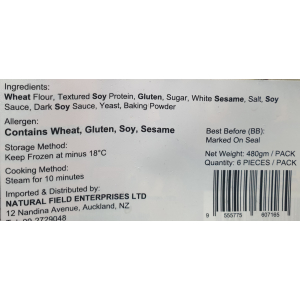 Ingredients:
Wheat Flour, Textured Soy Protein, Gluten, Sugar, White Sesame, Salt, Soy
Sauce, Dark Soy Sauce, Yeast, Baking Powder
Allergen:
Contains Wheat, Gluten, Soy, Sesame
Storage Method:
Keep Frozen at minus 18°C
Cooking Method:
Steam for 10 minutes
Imported & Distributed by:
NATURAL FIELD ENTERPRISES LTD
12 Nandina Avenue, Auckland, NZ
Best Before (BB):
Marked On Seal
Net Weight: 480gm / PACK
Quantity: 6 PIECES / PACK
9 555775 607165